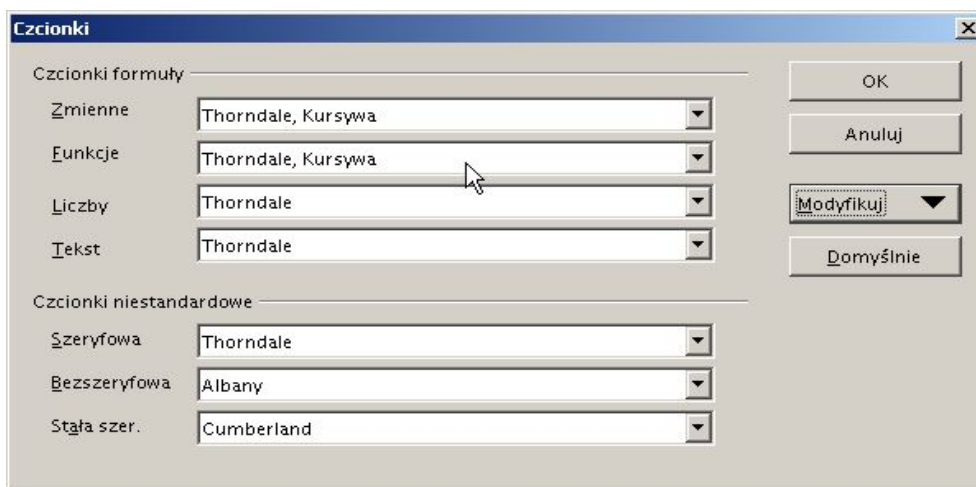 Czcionki
Czcionki formuły
OK
Zmienne Thorndale, Kursywa
Anuluj
Funkcje Thorndale, Kursywa
Liczby Thorndale
Modyfikuj
Tekst Thorndale
Domyślnie
Czcionki niestandardowe
Szeryfowa Thorndale
Bezszeryfowa Albany
Stała szer. Cumberland